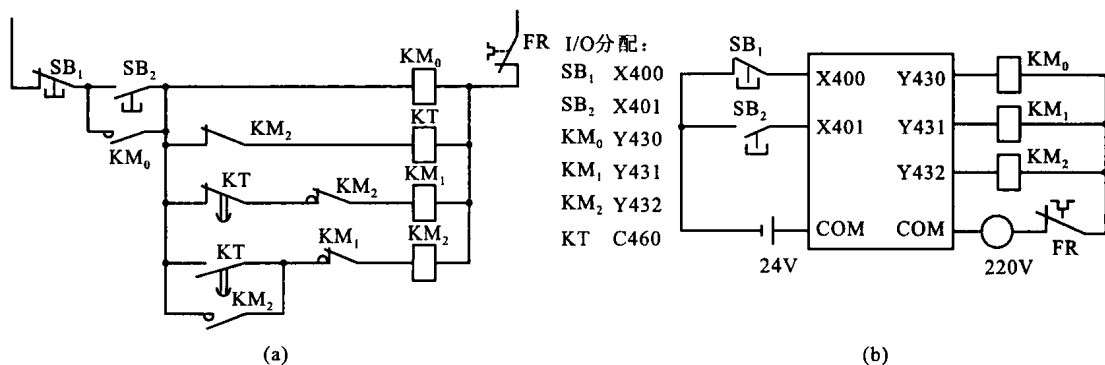 SB₁
SB₂
KM₀
FR
KM₀
KM₂
KT
KT
KM₂
KM₁
KT
KM₁
KM₂
KM₂
(a)
I/O分配：
SB₁ X400
SB₂ X401
KM₀ Y430
KM₁ Y431
KM₂ Y432
KT C460
SB₁
SB₂
X400
X401
COM
Y430
Y431
Y432
COM
KM₀
KM₁
KM₂
24V
220V
FR
(b)